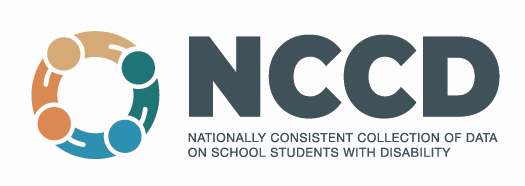 NCCD
NATIONALLY CONSISTENT COLLECTION OF DATA
ON SCHOOL STUDENTS WITH DISABILITY